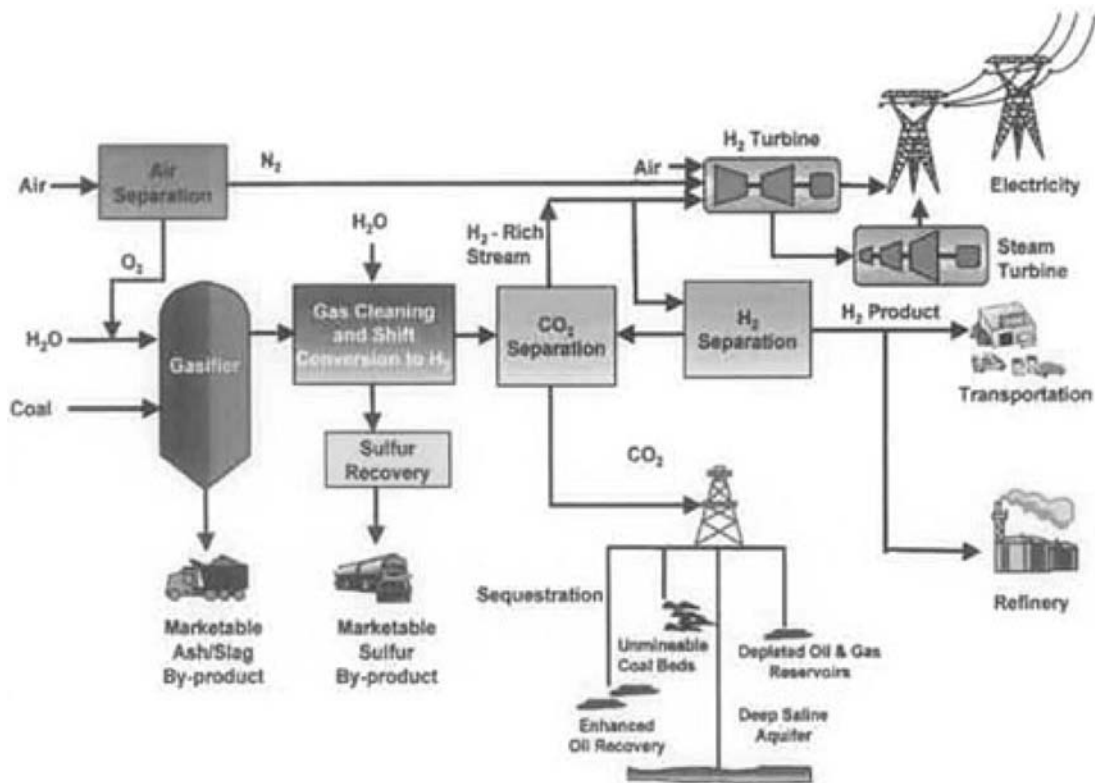 H₂ Turbine
Air
Air
Separation
N₂
Air
Electricity
H₂O
H₂ - Rich
Stream
Steam
Turbine
O₂
H₂O
Gasifier
Gas Cleaning
and Shift
Conversion to H₂
CO₂
Separation
H₂
Separation
H₂ Product
Transportation
Coal
Sulfur
Recovery
CO₂
Sequestration
Refinery
Marketable
Ash/Slag
By-product
Marketable
Sulfur
By-product
Unmineable
Coal Beds
Depleted Oil & Gas
Reservoirs
Enhanced
Oil Recovery
Deep Saline
Aquifer